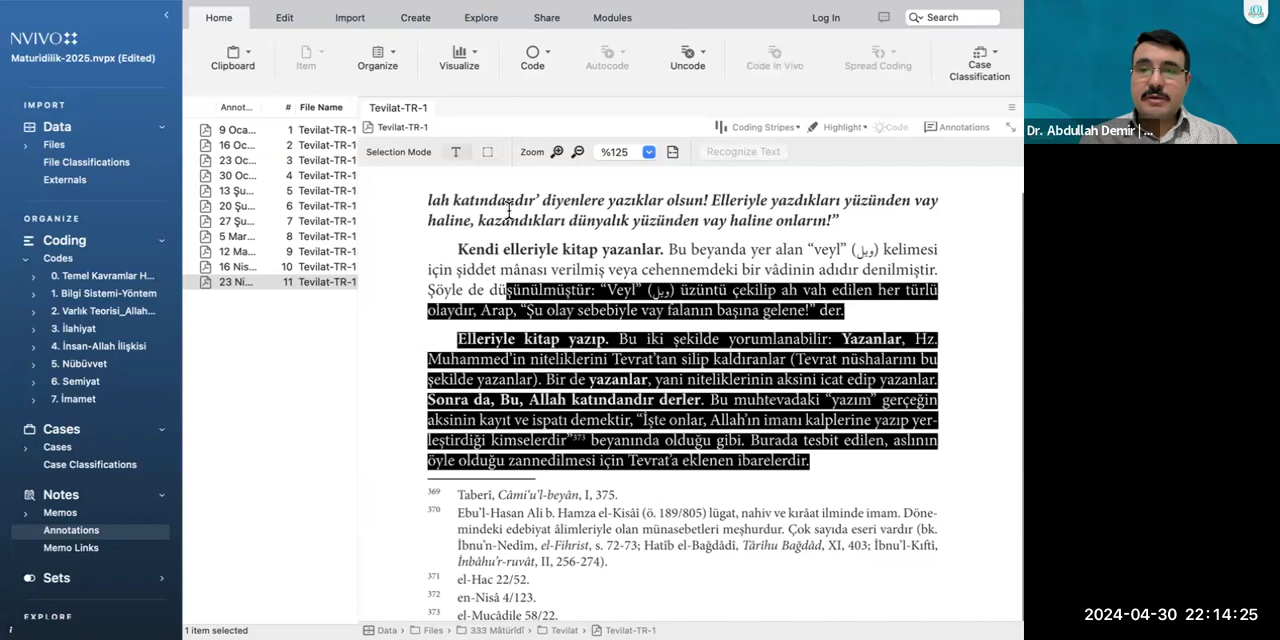 NVIVO
Maturidilik-2025.nvpx (Edited)
IMPORT
Data
Files
File Classifications
Externals
ORGANIZE
Coding
Codes
0. Temel Kavramlar H...
1. Bilgi Sistemi-Yöntem
2. Varlık Teorisi_Allah...
3. İlahiyat
4. İnsan-Allah İlişkisi
5. Nübüvvet
6. Semiyat
7. İmamet
Cases
Cases
Case Classifications
Notes
Memos
Annotations
Memo Links
Sets
EXPLORE
Home Edit Import Create Explore Share Modules Log In Search
Clipboard Item Organize Visualize Code Autocode Uncode Code In Vivo Spread Coding Case Classification
Annot... # File Name
9 Oca... 1 Tevilat-TR-1
16 Oc... 2 Tevilat-TR-1
23 Oc... 3 Tevilat-TR-1
30 Oc... 4 Tevilat-TR-1
13 Şu... 5 Tevilat-TR-1
20 Şu... 6 Tevilat-TR-1
27 Şu... 7 Tevilat-TR-1
5 Mar... 8 Tevilat-TR-1
12 Ma... 9 Tevilat-TR-1
16 Nis... 10 Tevilat-TR-1
23 Ni... 11 Tevilat-TR-1
1 item selected
Tevilat-TR-1
Tevilat-TR-1 Coding Stripes Highlight Code Annotations
Selection Mode T Zoom %125 Recognize Text
lah katındandır’ diyenlere yazıklar olsun! Elleriyle yazdıkları yüzünden vay
haline, kazandıkları dünyalık yüzünden vay haline onların!”
Kendi elleriyle kitap yazanlar. Bu beyanda yer alan “veyl” (ويل) kelimesi
için şiddet mânası verilmiş veya cehennemdeki bir vâdinin adıdır denilmiştir.
Şöyle de düşünülmüştür: “Veyl” (ويل) üzüntü çekilip ah vah edilen her türlü
olaydır, Arap, “Şu olay sebebiyle vay falanın başına gelene!” der.
Elleriyle kitap yazıp. Bu iki şekilde yorumlanabilir: Yazanlar, Hz.
Muhammed’in niteliklerini Tevrat’tan silip kaldıranlar (Tevrat nüshalarını bu
şekilde yazanlar). Bir de yazanlar, yani niteliklerinin aksini icat edip yazanlar.
Sonra da, Bu, Allah katındandır derler. Bu muhtevadaki “yazım” gerçeğin
aksinin kayıt ve ispatı demektir, “İşte onlar, Allah’ın imanı kalplerine yazıp yer-
leştirdiği kimselerdir”373 beyanında olduğu gibi. Burada tesbit edilen, aslının
öyle olduğu zannedilmesi için Tevrat’a eklenen ibarelerdir.
369 Taberî, Câmi‘u’l-beyân, I, 375.
370 Ebu’l-Hasan Ali b. Hamza el-Kisâî (ö. 189/805) lügat, nahiv ve kırâat ilminde imam. Döne-
mindeki edebiyat âlimleriyle olan münasebetleri meşhurdur. Çok sayıda eseri vardır (bk.
İbnu’n-Nedîm, el-Fihrist, s. 72-73; Hatîb el-Bağdâdî, Târîhu Bağdâd, XI, 403; İbnu’l-Kıftî,
İnbâhu’r-ruvât, II, 256-274).
371 el-Hac 22/52.
372 en-Nisâ 4/123.
373 el-Mucâdile 58/22.
Data Files 333 Mâtürîdî Tevilat Tevilat-TR-1
Dr. Abdullah Demir | ...
2024-04-30 22:14:25